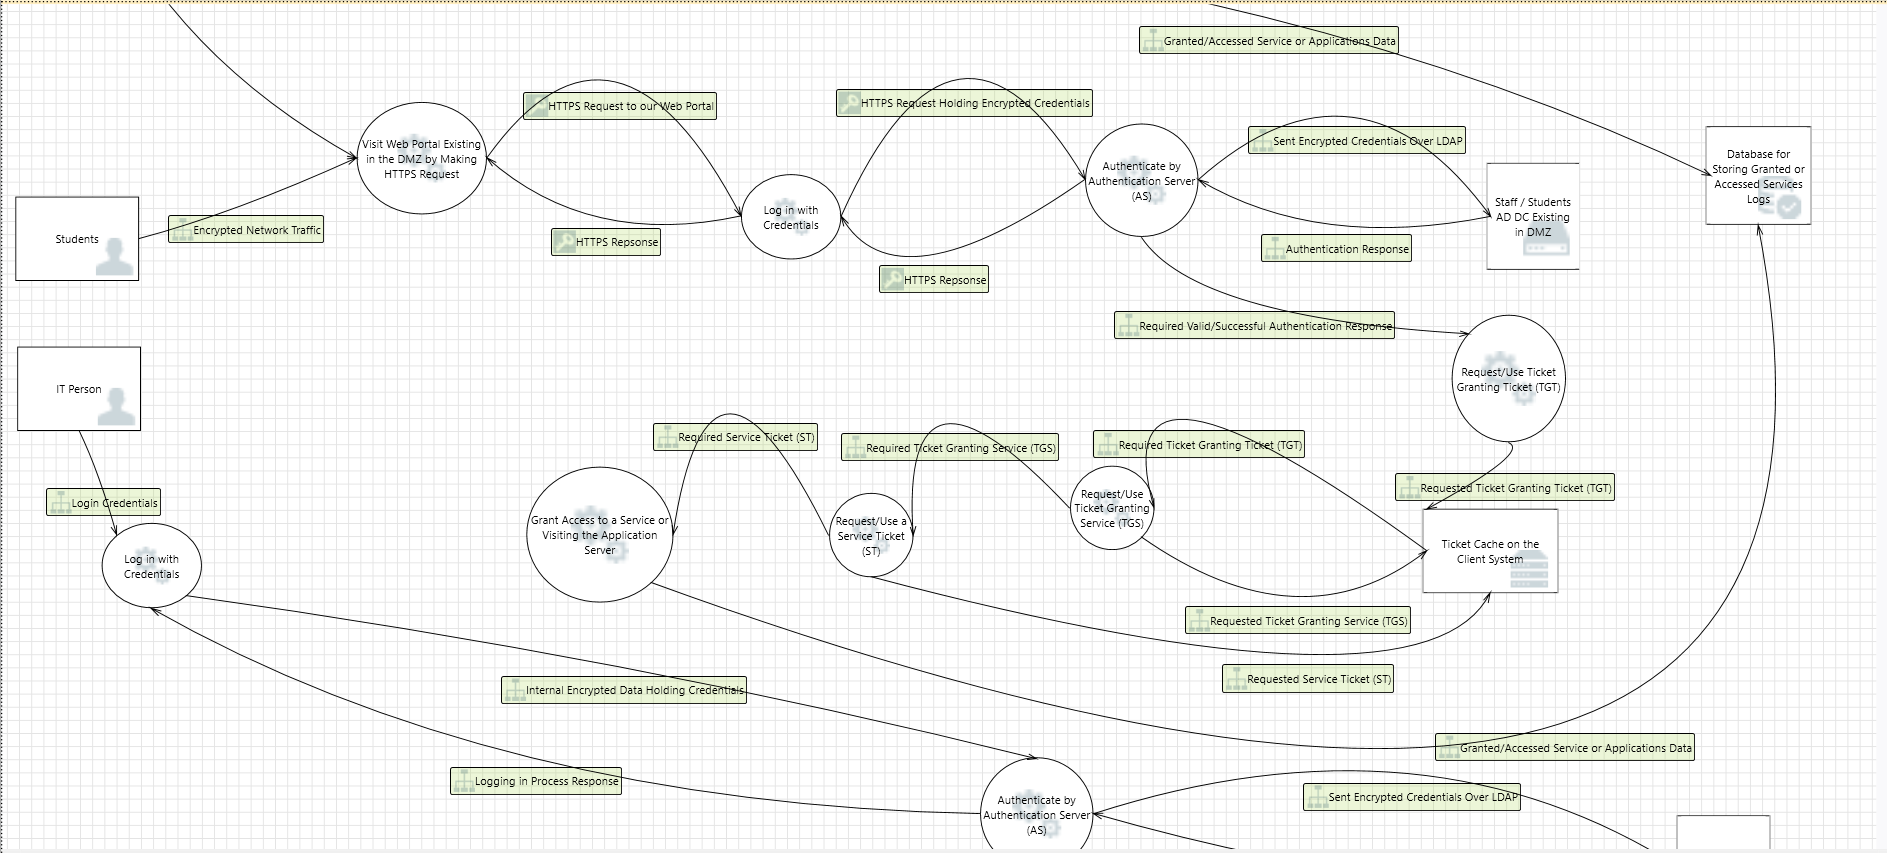 Granted/Accessed Service or Applications Data
HTTPS Request to our Web Portal
HTTPS Request Holding Encrypted Credentials
Sent Encrypted Credentials Over LDAP
Visit Web Portal Existing
in the DMZ by Making
HTTPS Request
Authenticate by
Authentication Server
(AS)
Database for
Storing Granted or
Accessed Services
Logs
Log in with
Credentials
Staff / Students
AD DC Existing
in DMZ
Students
Encrypted Network Traffic
HTTPS Repsonse
Authentication Response
HTTPS Repsonse
Required Valid/Successful Authentication Response
Request/Use Ticket
Granting Ticket (TGT)
IT Person
Required Service Ticket (ST)
Required Ticket Granting Service (TGS)
Required Ticket Granting Ticket (TGT)
Requested Ticket Granting Ticket (TGT)
Login Credentials
Grant Access to a Service or
Visiting the Application
Server
Request/Use a
Service Ticket
(ST)
Request/Use
Ticket Granting
Service (TGS)
Ticket Cache on the
Client System
Log in with
Credentials
Requested Ticket Granting Service (TGS)
Requested Service Ticket (ST)
Internal Encrypted Data Holding Credentials
Granted/Accessed Service or Applications Data
Logging in Process Response
Sent Encrypted Credentials Over LDAP
Authenticate by
Authentication Server
(AS)